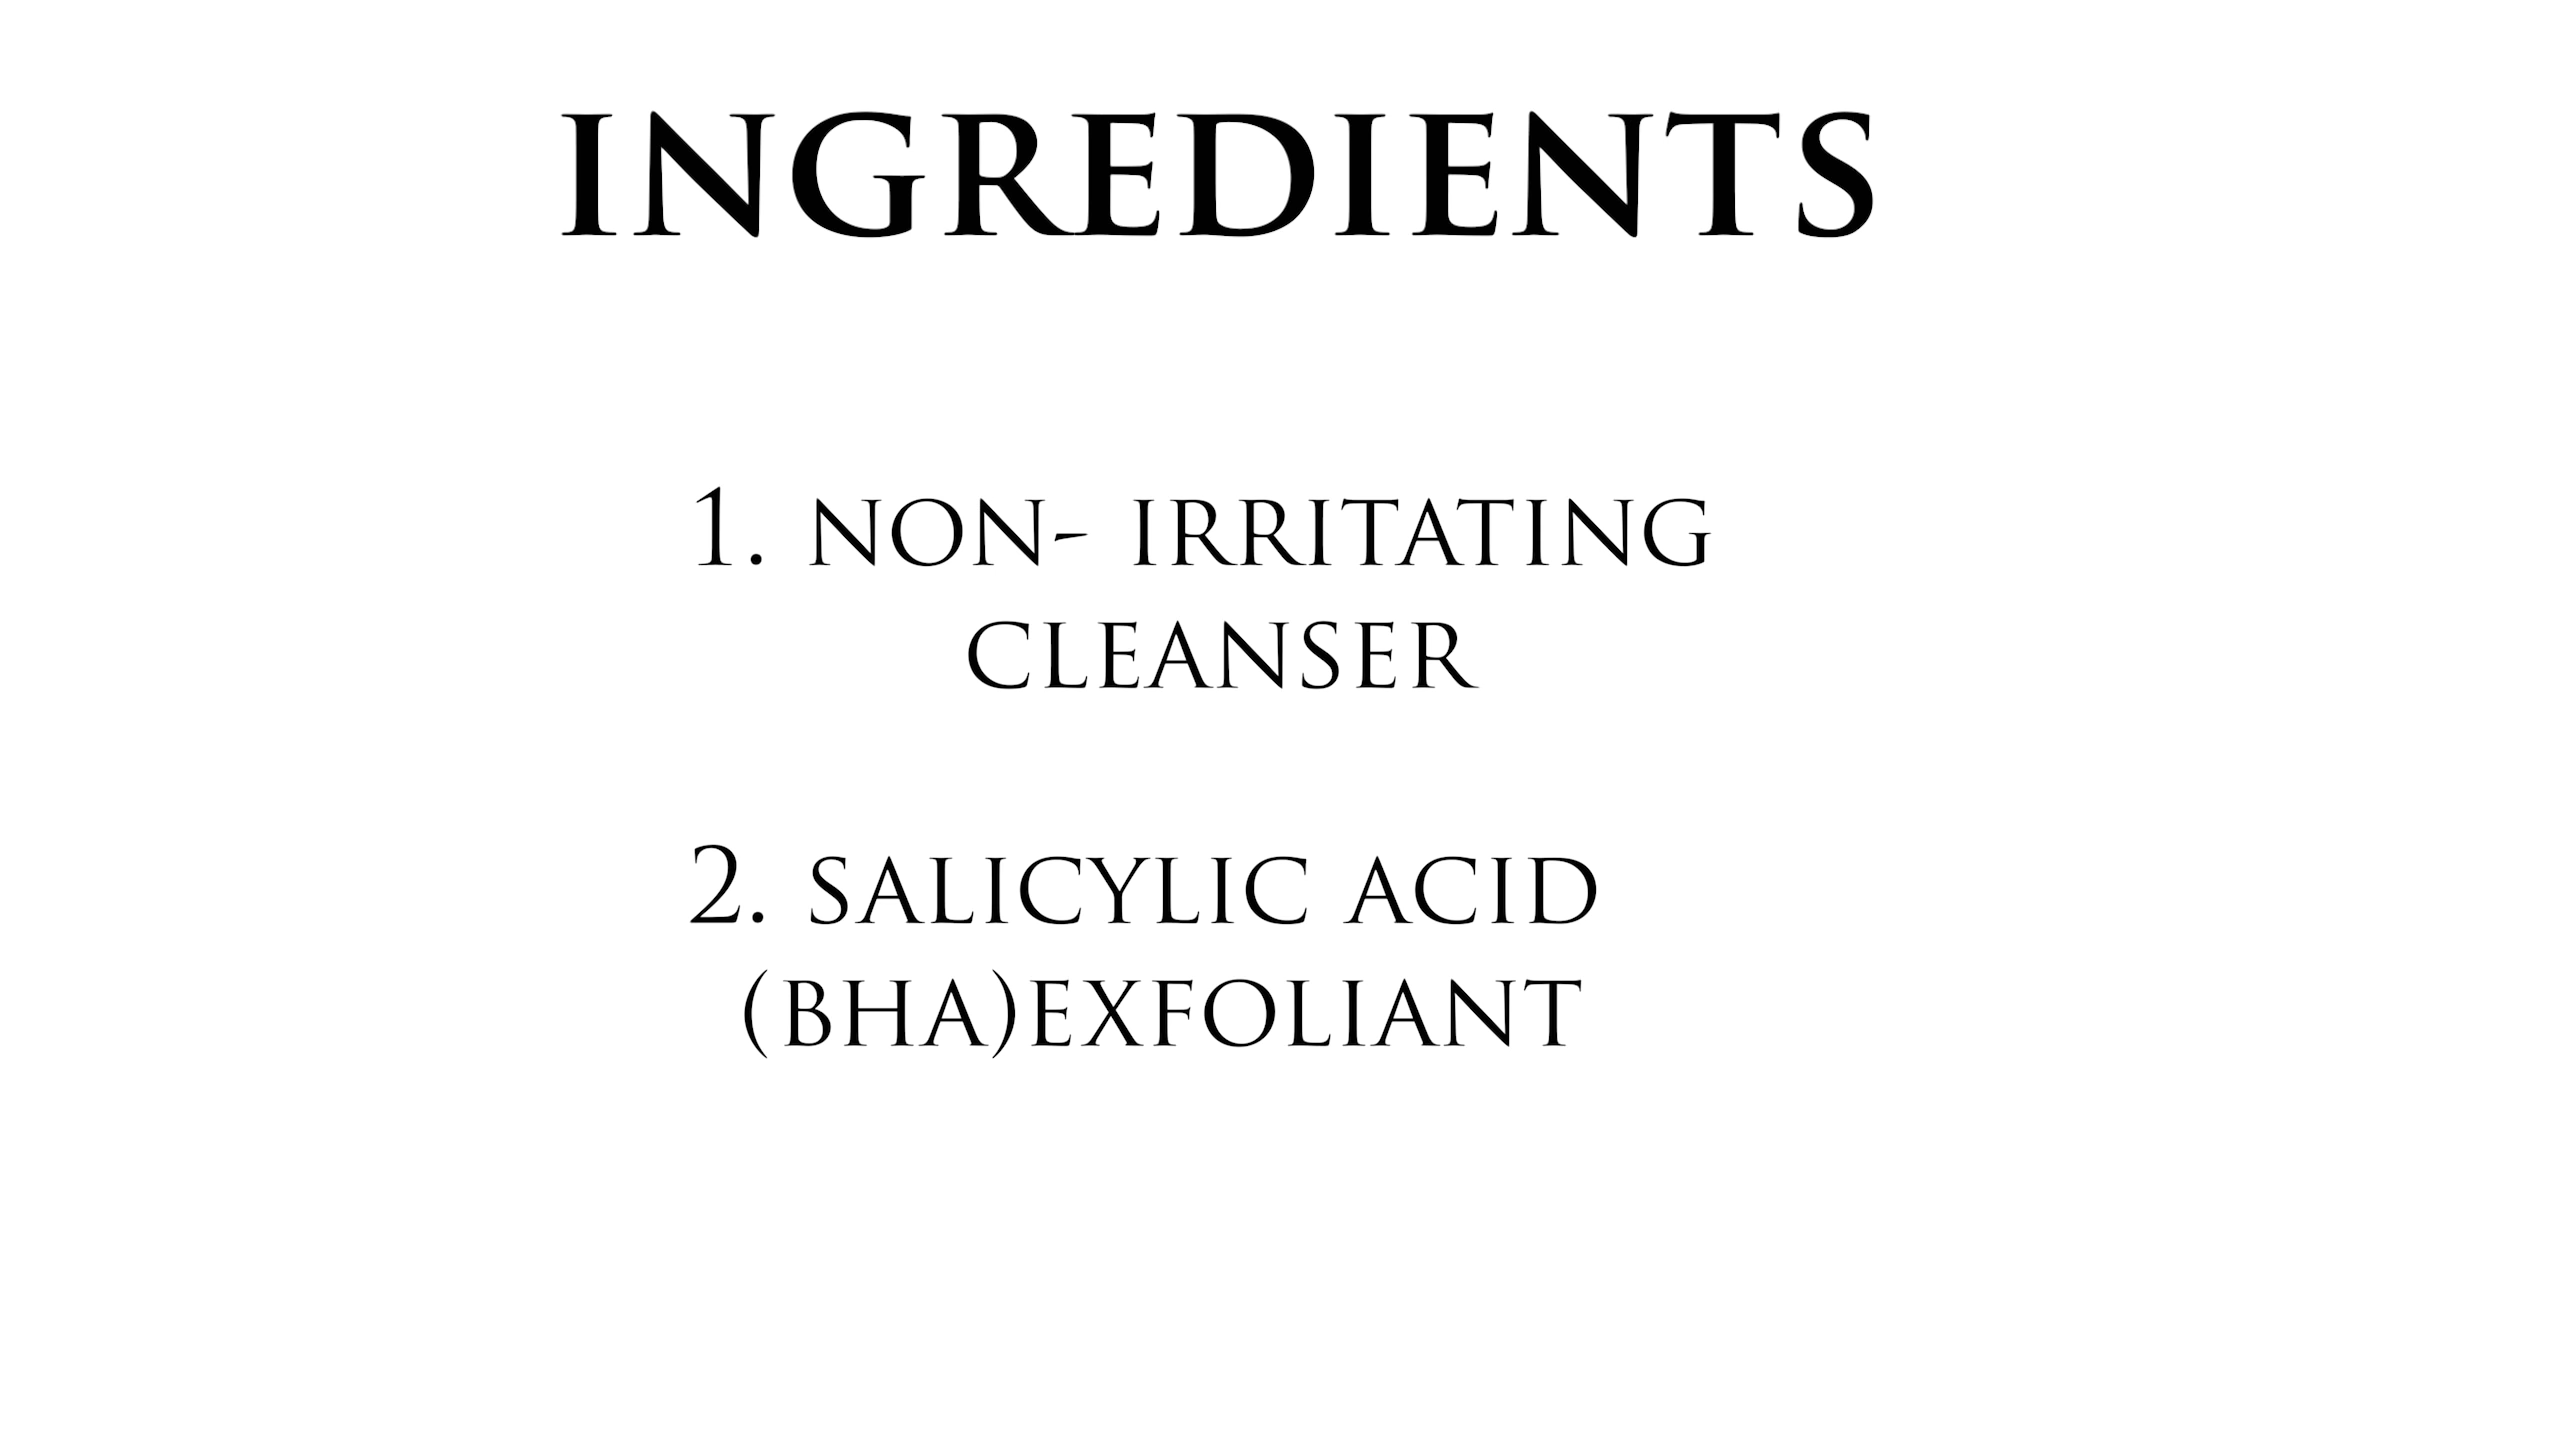 INGREDIENTS
1. NON- IRRITATING
CLEANSER
2. SALICYLIC ACID
(BHA)EXFOLIANT